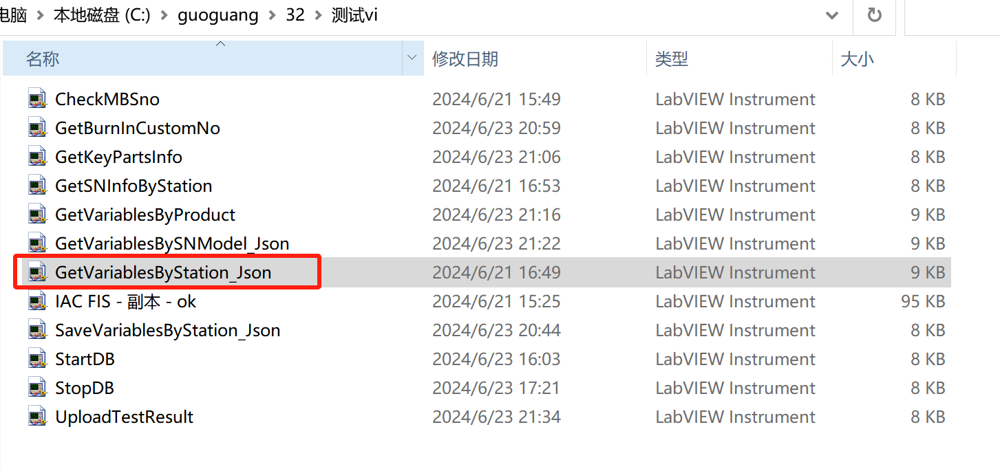 电脑 > 本地磁盘 (C:) > guoguang > 32 > 测试vi
名称 修改日期 类型 大小
CheckMBSno 2024/6/21 15:49 LabVIEW Instrument 8 KB
GetBurnInCustomNo 2024/6/23 20:59 LabVIEW Instrument 8 KB
GetKeyPartsInfo 2024/6/23 21:06 LabVIEW Instrument 8 KB
GetSNInfoByStation 2024/6/21 16:53 LabVIEW Instrument 8 KB
GetVariablesByProduct 2024/6/23 21:16 LabVIEW Instrument 9 KB
GetVariablesBySNModel_Json 2024/6/23 21:22 LabVIEW Instrument 9 KB
GetVariablesByStation_Json 2024/6/21 16:49 LabVIEW Instrument 9 KB
IAC FIS - 副本 - ok 2024/6/21 15:25 LabVIEW Instrument 95 KB
SaveVariablesByStation_Json 2024/6/23 20:44 LabVIEW Instrument 8 KB
StartDB 2024/6/23 16:03 LabVIEW Instrument 8 KB
StopDB 2024/6/23 17:21 LabVIEW Instrument 8 KB
UploadTestResult 2024/6/23 21:34 LabVIEW Instrument 8 KB